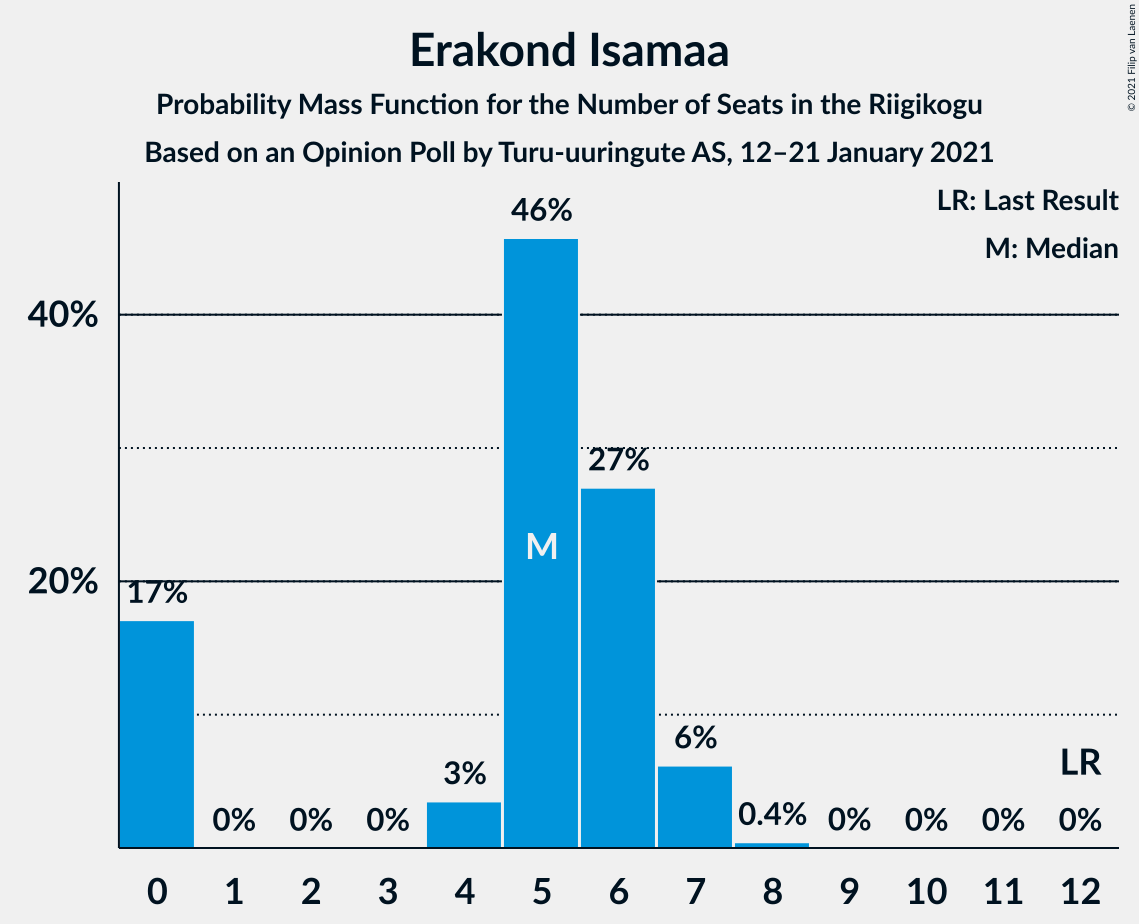 Erakond Isamaa
Probability Mass Function for the Number of Seats in the Riigikogu
Based on an Opinion Poll by Turu-uuringute AS, 12–21 January 2021
© 2021 Filip van Laenen
LR: Last Result
M: Median
46%
40%
27%
M
20%
17%
6%
LR
3%
0.4%
0% 0% 0% 0% 0% 0% 0%
0 1 2 3 4 5 6 7 8 9 10 11 12